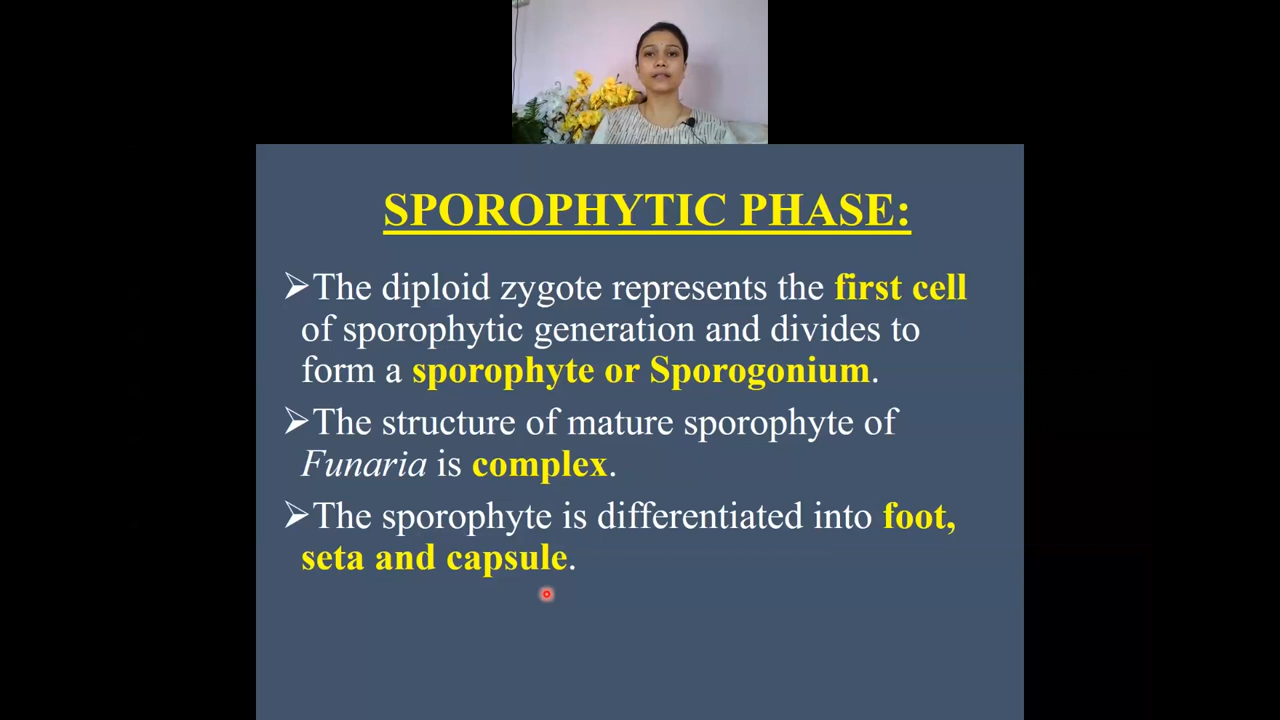 SPOROPHYTIC PHASE:
➢The diploid zygote represents the first cell
of sporophytic generation and divides to
form a sporophyte or Sporogonium.
➢The structure of mature sporophyte of
Funaria is complex.
➢The sporophyte is differentiated into foot,
seta and capsule.